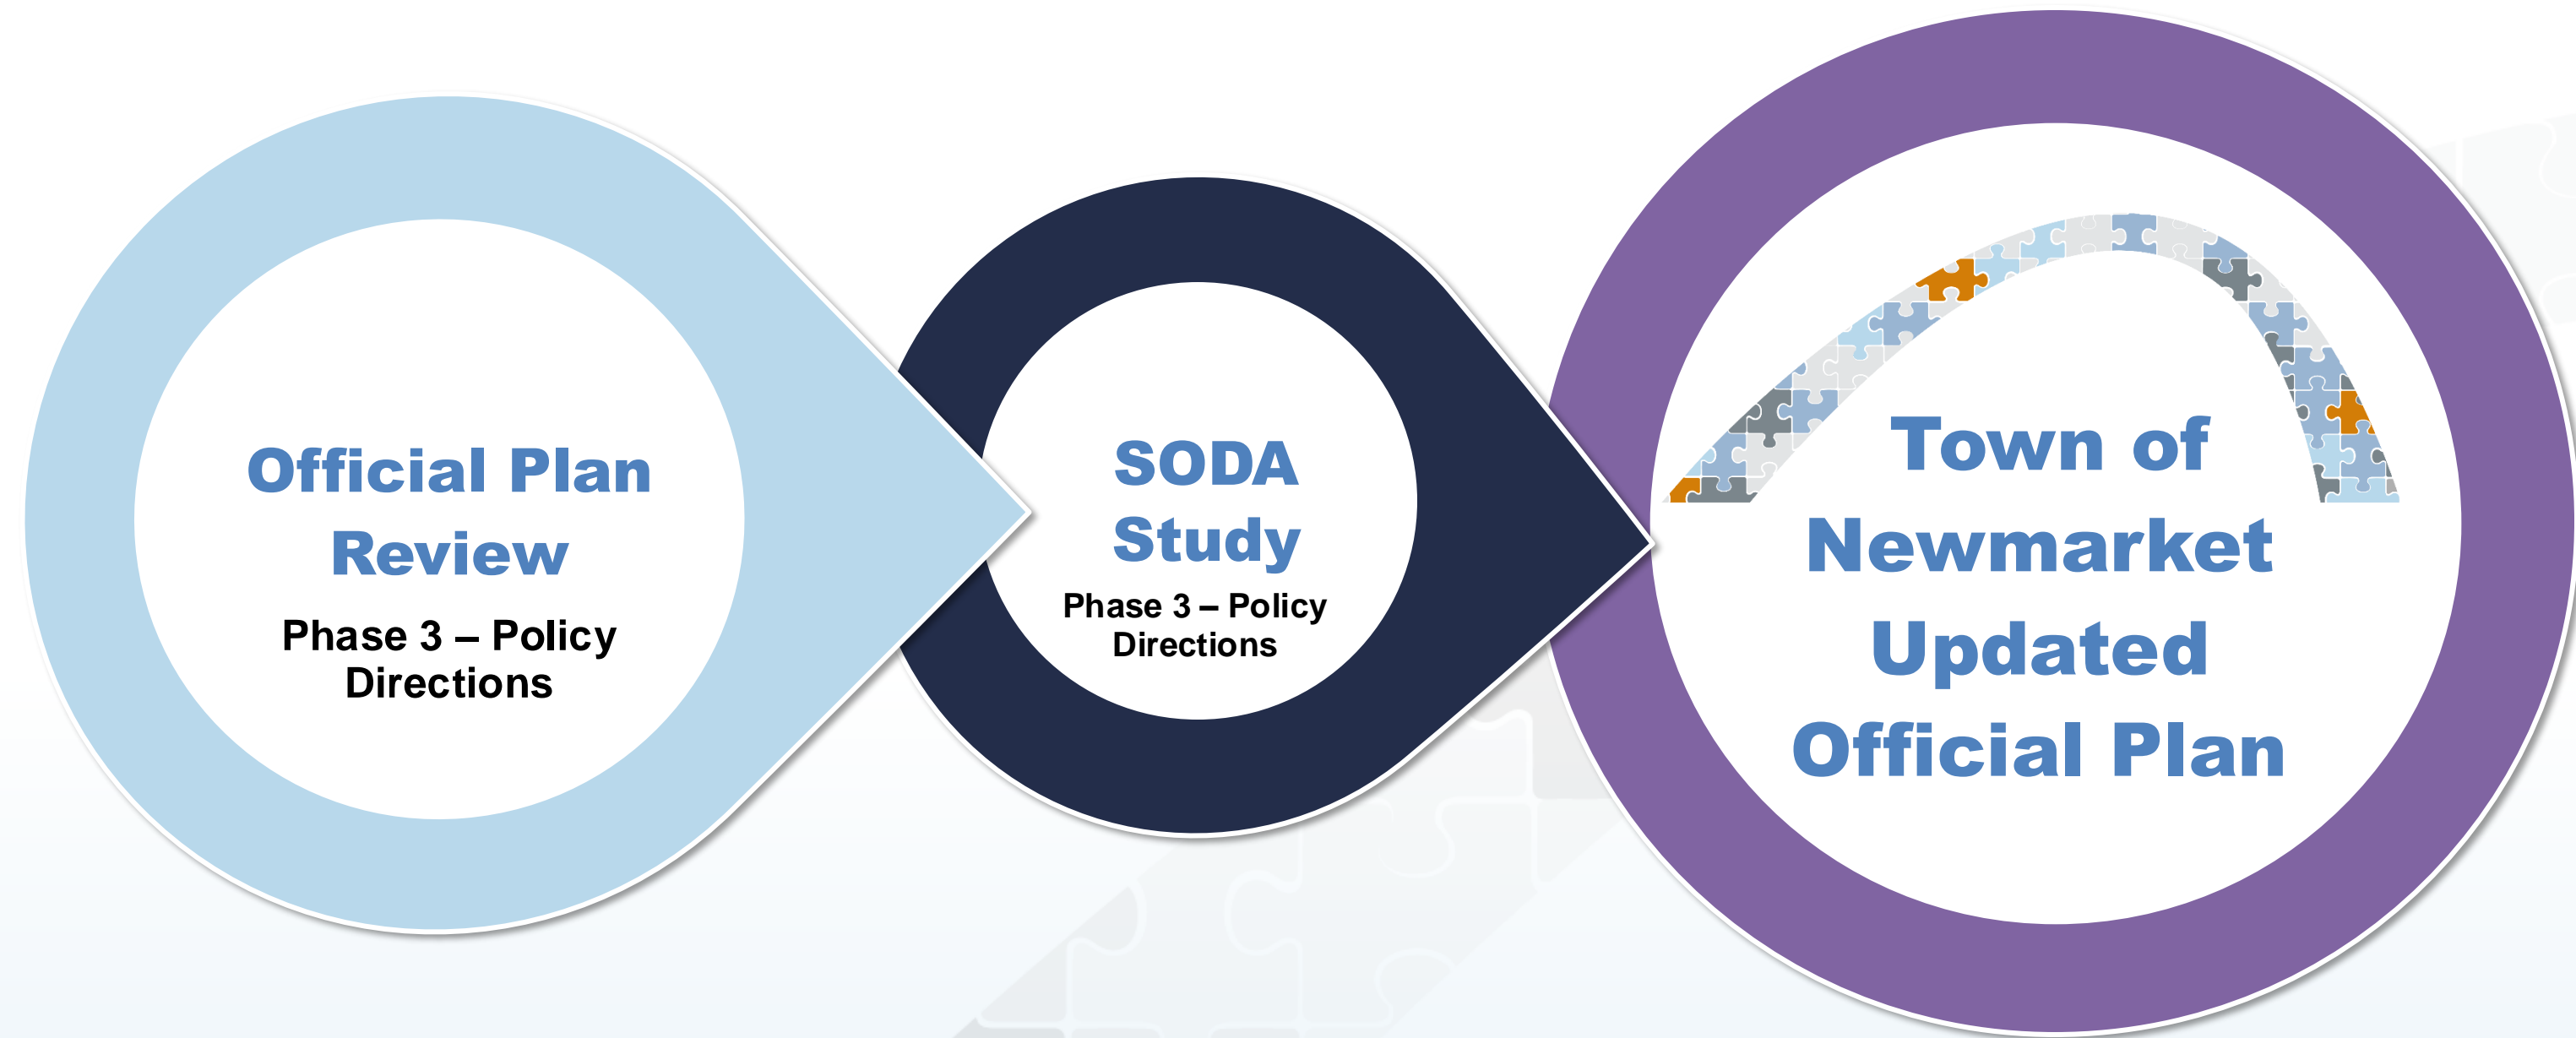 Official Plan
Review
Phase 3 – Policy
Directions
SODA
Study
Phase 3 – Policy
Directions
Town of
Newmarket
Updated
Official Plan